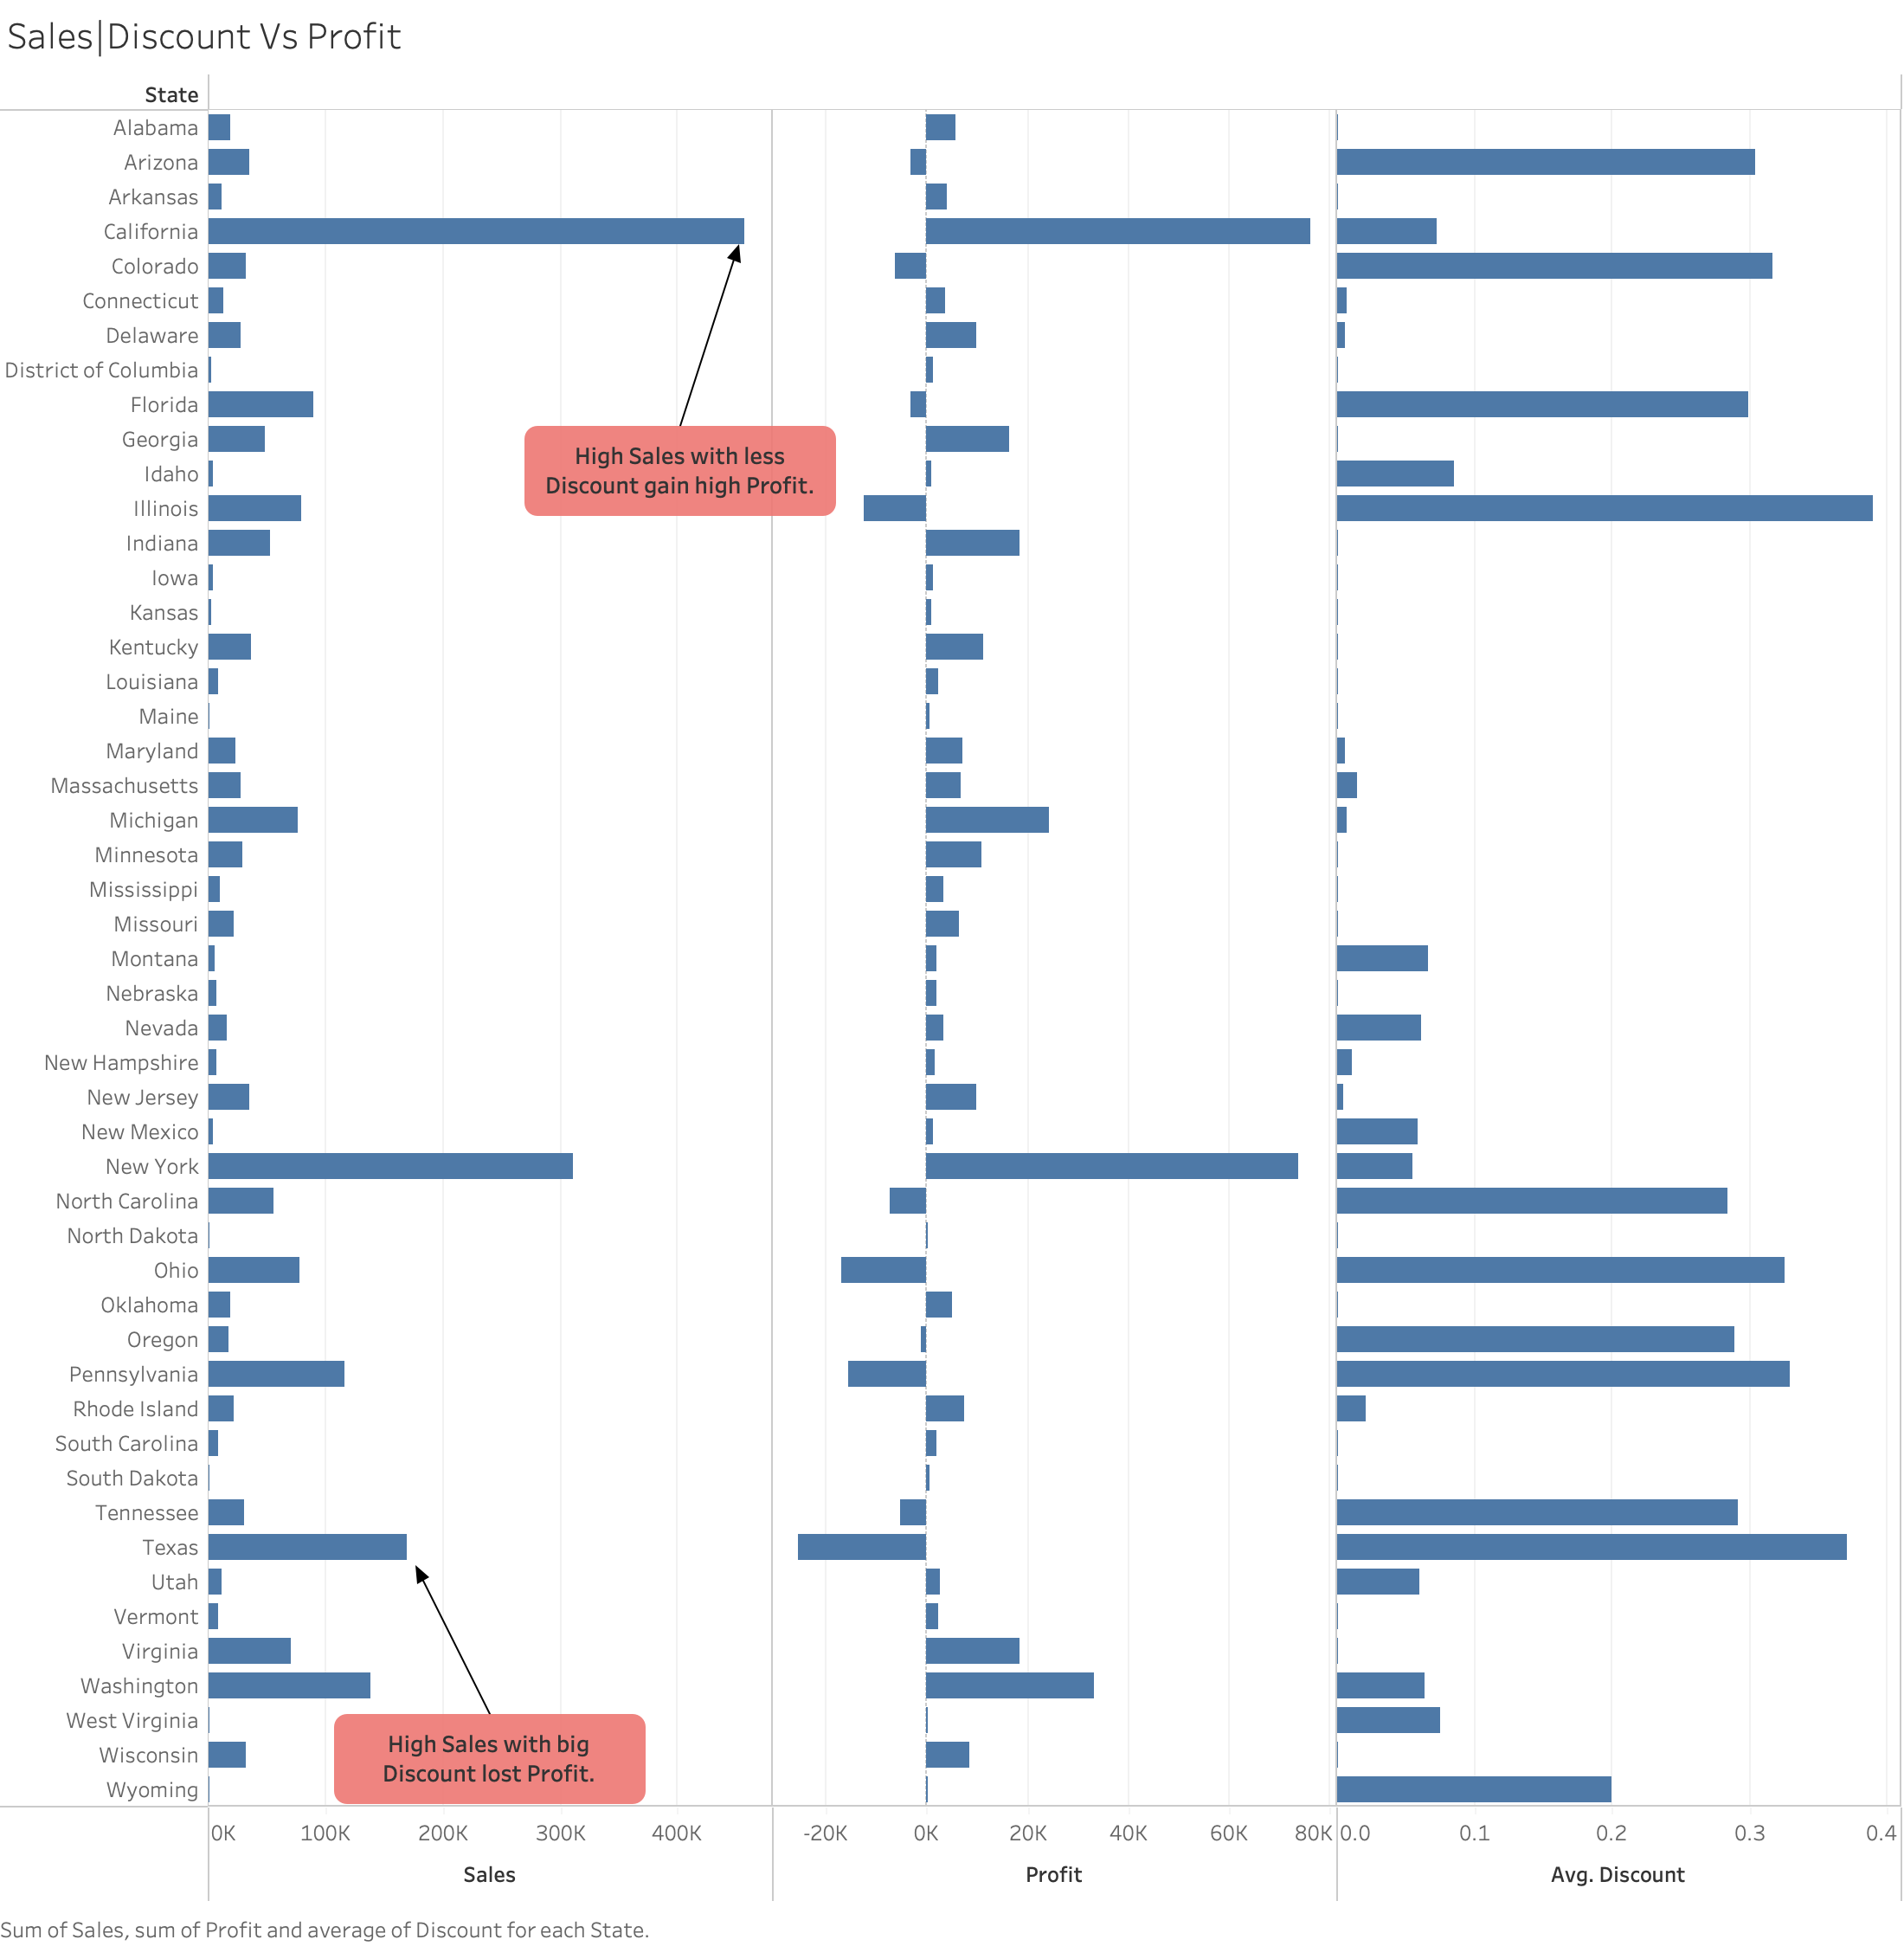 Sales|Discount Vs Profit
State
Alabama
Arizona
Arkansas
California
Colorado
Connecticut
Delaware
District of Columbia
Florida
Georgia
Idaho
Illinois
Indiana
Iowa
Kansas
Kentucky
Louisiana
Maine
Maryland
Massachusetts
Michigan
Minnesota
Mississippi
Missouri
Montana
Nebraska
Nevada
New Hampshire
New Jersey
New Mexico
New York
North Carolina
North Dakota
Ohio
Oklahoma
Oregon
Pennsylvania
Rhode Island
South Carolina
South Dakota
Tennessee
Texas
Utah
Vermont
Virginia
Washington
West Virginia
Wisconsin
Wyoming
High Sales with less
Discount gain high Profit.
High Sales with big
Discount lost Profit.
0K 100K 200K 300K 400K -20K 0K 20K 40K 60K 80K 0.0 0.1 0.2 0.3 0.4
Sales Profit Avg. Discount
Sum of Sales, sum of Profit and average of Discount for each State.